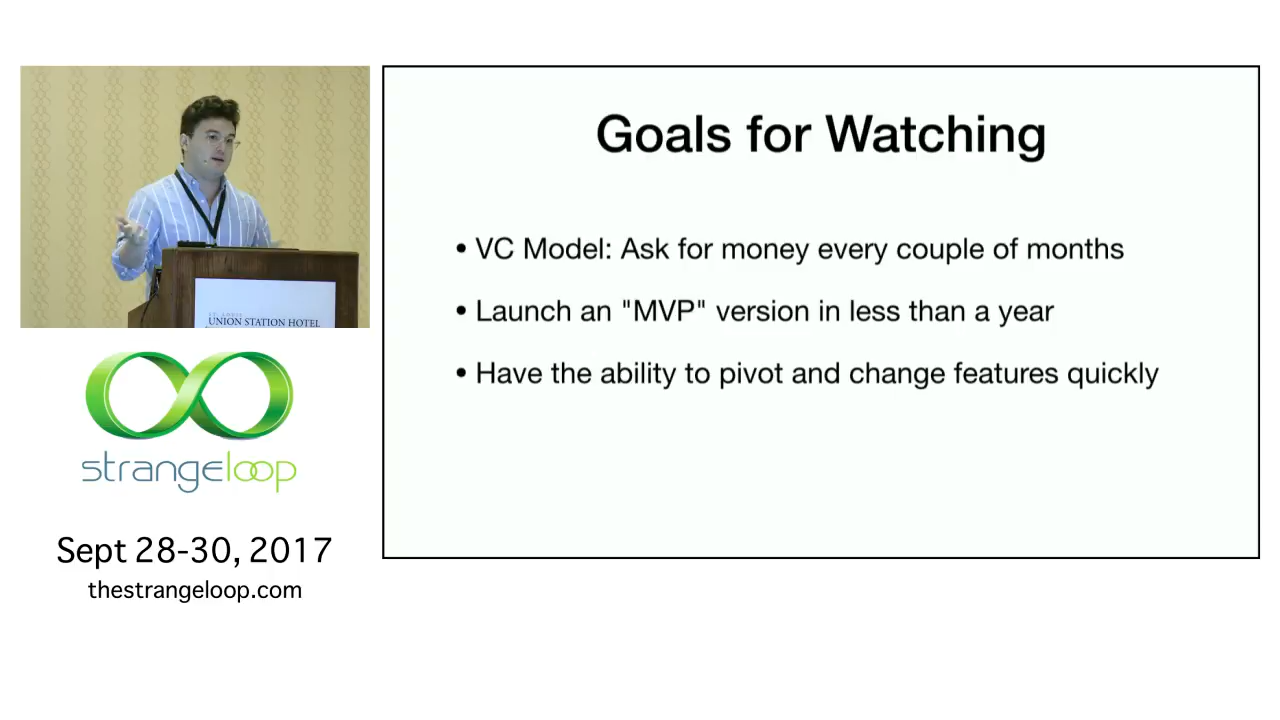 Goals for Watching
• VC Model: Ask for money every couple of months
• Launch an "MVP" version in less than a year
• Have the ability to pivot and change features quickly
ST. LOUIS
UNION STATION HOTEL
strangeloop
Sept 28-30, 2017
thestrangeloop.com